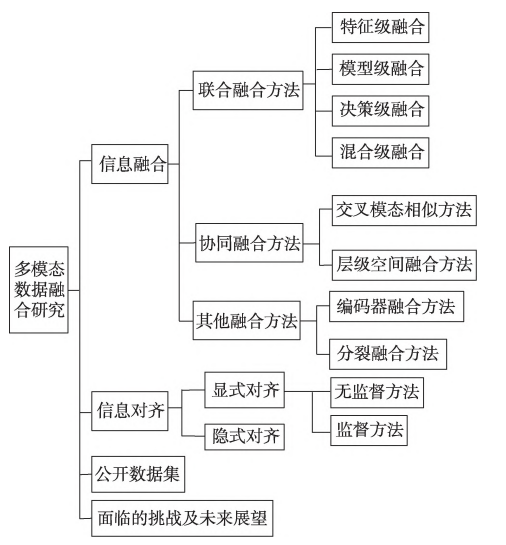 多模态
数据融
合研究
信息融合
联合融合方法
特征级融合
模型级融合
决策级融合
混合级融合
协同融合方法
交叉模态相似方法
层级空间融合方法
其他融合方法
编码器融合方法
分裂融合方法
信息对齐
显式对齐
无监督方法
监督方法
隐式对齐
公开数据集
面临的挑战及未来展望